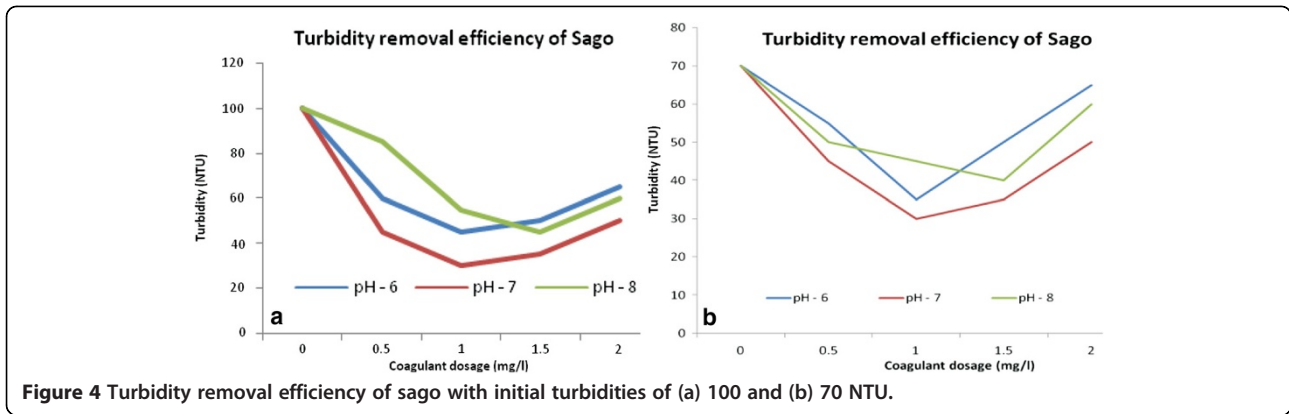 Turbidity removal efficiency of Sago
120
100
80
60
40
20
0
Turbidity (NTU)
pH - 6
pH - 7
pH - 8
a
0
0.5
1
1.5
2
Coagulant dosage (mg/l)
Turbidity removal efficiency of Sago
80
70
60
50
40
30
20
10
0
Turbidity (NTU)
pH - 6
pH - 7
pH - 8
b
0
0.5
1
1.5
2
Coagulant dosage (mg/l)
Figure 4 Turbidity removal efficiency of sago with initial turbidities of (a) 100 and (b) 70 NTU.